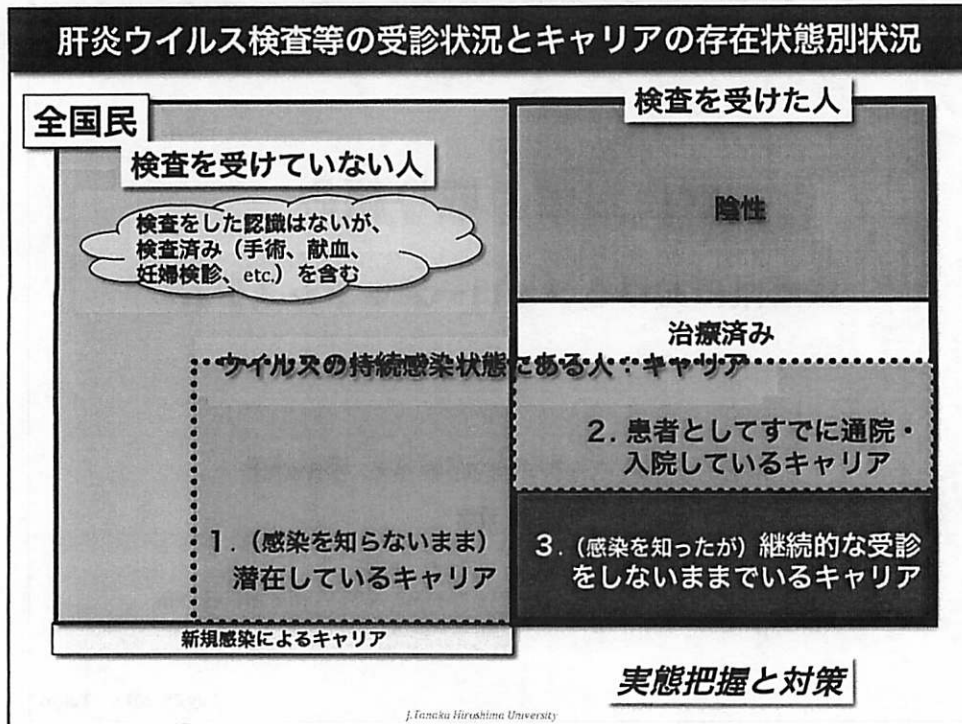 肝炎ウイルス検査等の受診状況とキャリアの存在状態別状況
全国民
検査を受けていない人
検査をした認識はないが、
検査済み（手術、献血、
妊婦検診、etc.）を含む
検査を受けた人
陰性
治療済み
ウイルスの持続感染状態にある人：キャリア
2. 患者としてすでに通院・
入院しているキャリア
1.（感染を知らないまま）
潜在しているキャリア
3.（感染を知ったが）継続的な受診
をしないままでいるキャリア
新規感染によるキャリア
実態把握と対策
J.Tanaka Hiroshima University